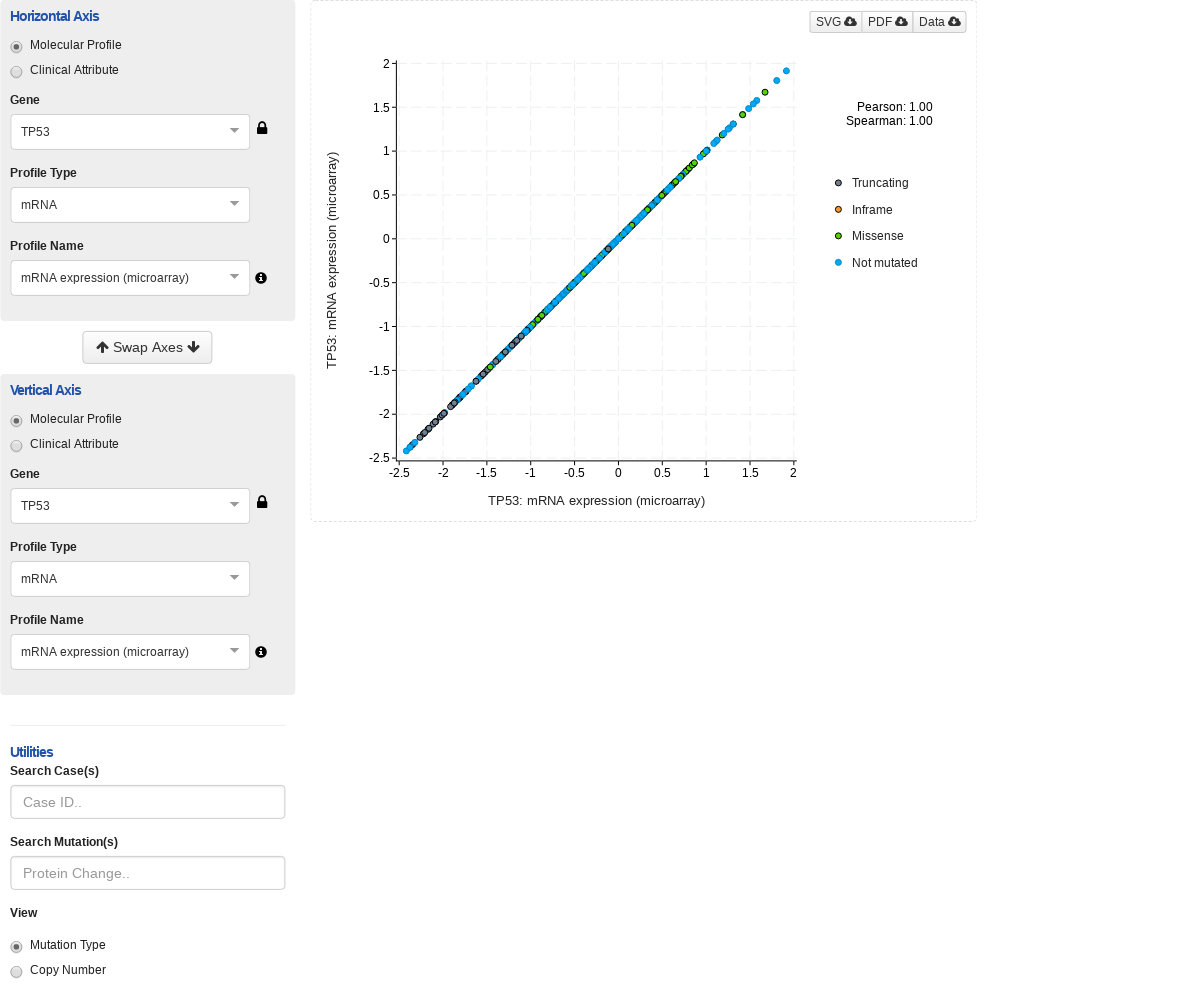 Horizontal Axis
Molecular Profile
Clinical Attribute
Gene
TP53
Profile Type
mRNA
Profile Name
mRNA expression (microarray)
Swap Axes
Vertical Axis
Molecular Profile
Clinical Attribute
Gene
TP53
Profile Type
mRNA
Profile Name
mRNA expression (microarray)
Utilities
Search Case(s)
Case ID..
Search Mutation(s)
Protein Change..
View
Mutation Type
Copy Number
SVG PDF Data
2
1.5
1
0.5
0
-0.5
-1
-1.5
-2
-2.5
TP53: mRNA expression (microarray)
-2.5 -2 -1.5 -1 -0.5 0 0.5 1 1.5 2
TP53: mRNA expression (microarray)
Pearson: 1.00
Spearman: 1.00
Truncating
Inframe
Missense
Not mutated